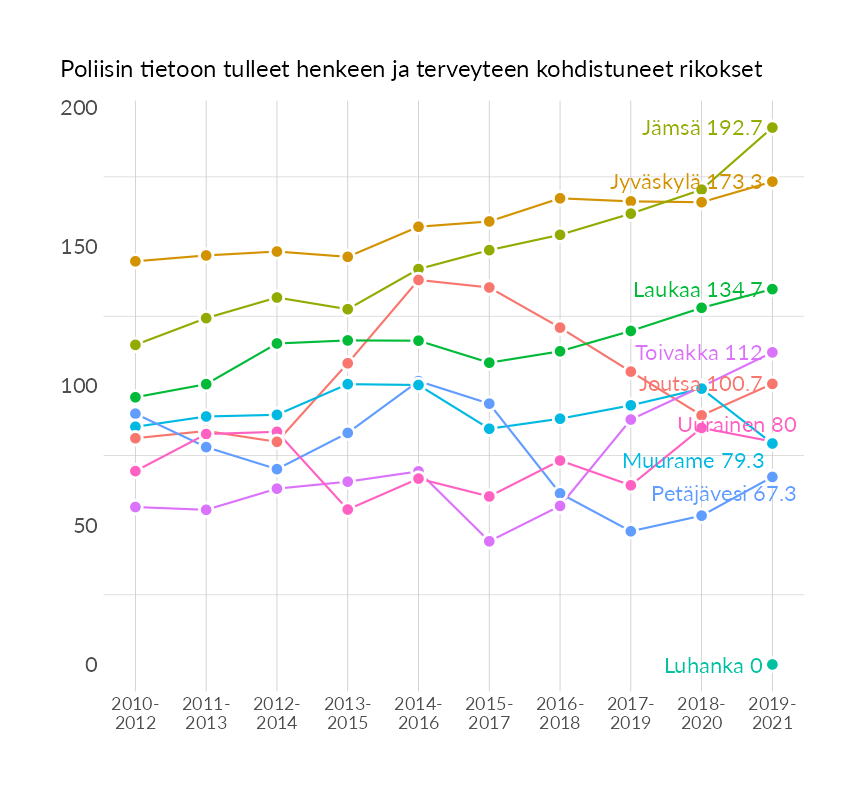 Poliisin tietoon tulleet henkeen ja terveyteen kohdistuneet rikokset
200
150
100
50
0
Jämsä 192.7
Jyväskylä 173.3
Laukaa 134.7
Toivakka 112
Joutsa 100.7
Uurainen 80
Muurame 79.3
Petäjävesi 67.3
Luhanka 0
2010-
2012
2011-
2013
2012-
2014
2013-
2015
2014-
2016
2015-
2017
2016-
2018
2017-
2019
2018-
2020
2019-
2021